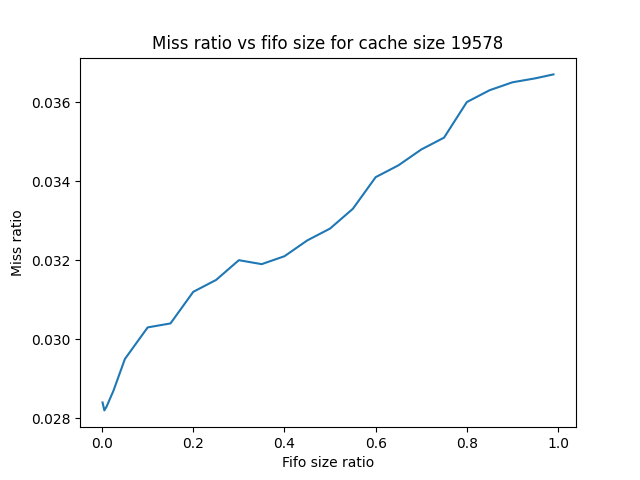 Miss ratio vs fifo size for cache size 19578
0.036
0.034
0.032
0.030
0.028
Miss ratio
0.0 0.2 0.4 0.6 0.8 1.0
Fifo size ratio